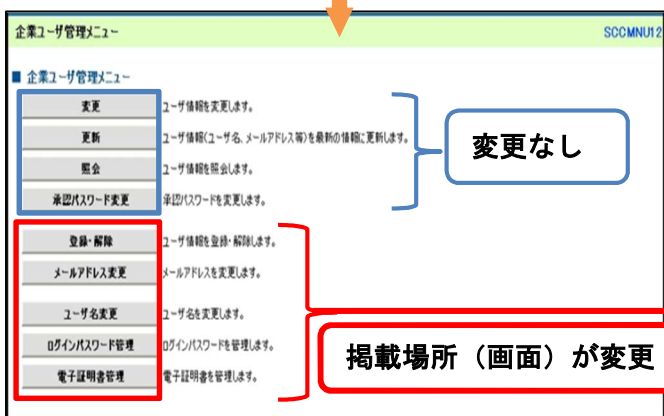 企業ユーザ管理メニュー SCCMNU12
■ 企業ユーザ管理メニュー
変更 ユーザ情報を変更します。
更新 ユーザ情報(ユーザ名、メールアドレス等)を最新の情報に更新します。
照会 ユーザ情報を照会します。
承認パスワード変更 承認パスワードを変更します。
変更なし
登録・解除 ユーザ情報を登録・解除します。
メールアドレス変更 メールアドレスを変更します。
ユーザ名変更 ユーザ名を変更します。
ログインパスワード管理 ログインパスワードを管理します。
電子証明書管理 電子証明書を管理します。
掲載場所（画面）が変更